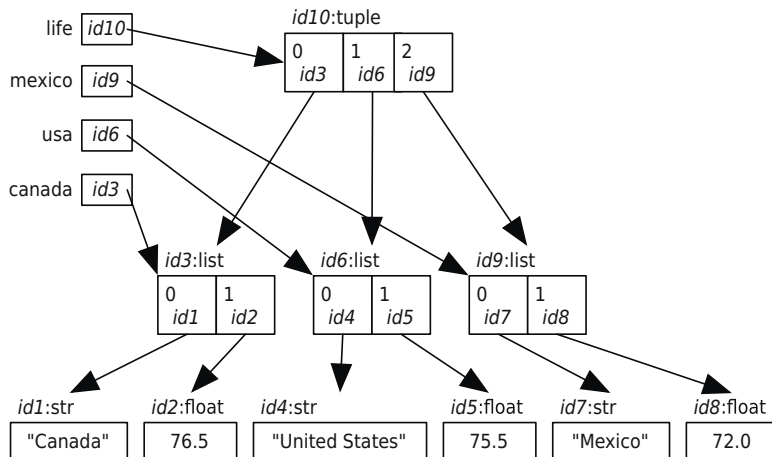 life id10
id10:tuple
0 1 2
id3 id6 id9
mexico id9
usa id6
canada id3
id3:list id6:list id9:list
0 1 0 1 0 1
id1 id2 id4 id5 id7 id8
id1:str id2:float id4:str id5:float id7:str id8:float
"Canada" 76.5 "United States" 75.5 "Mexico" 72.0